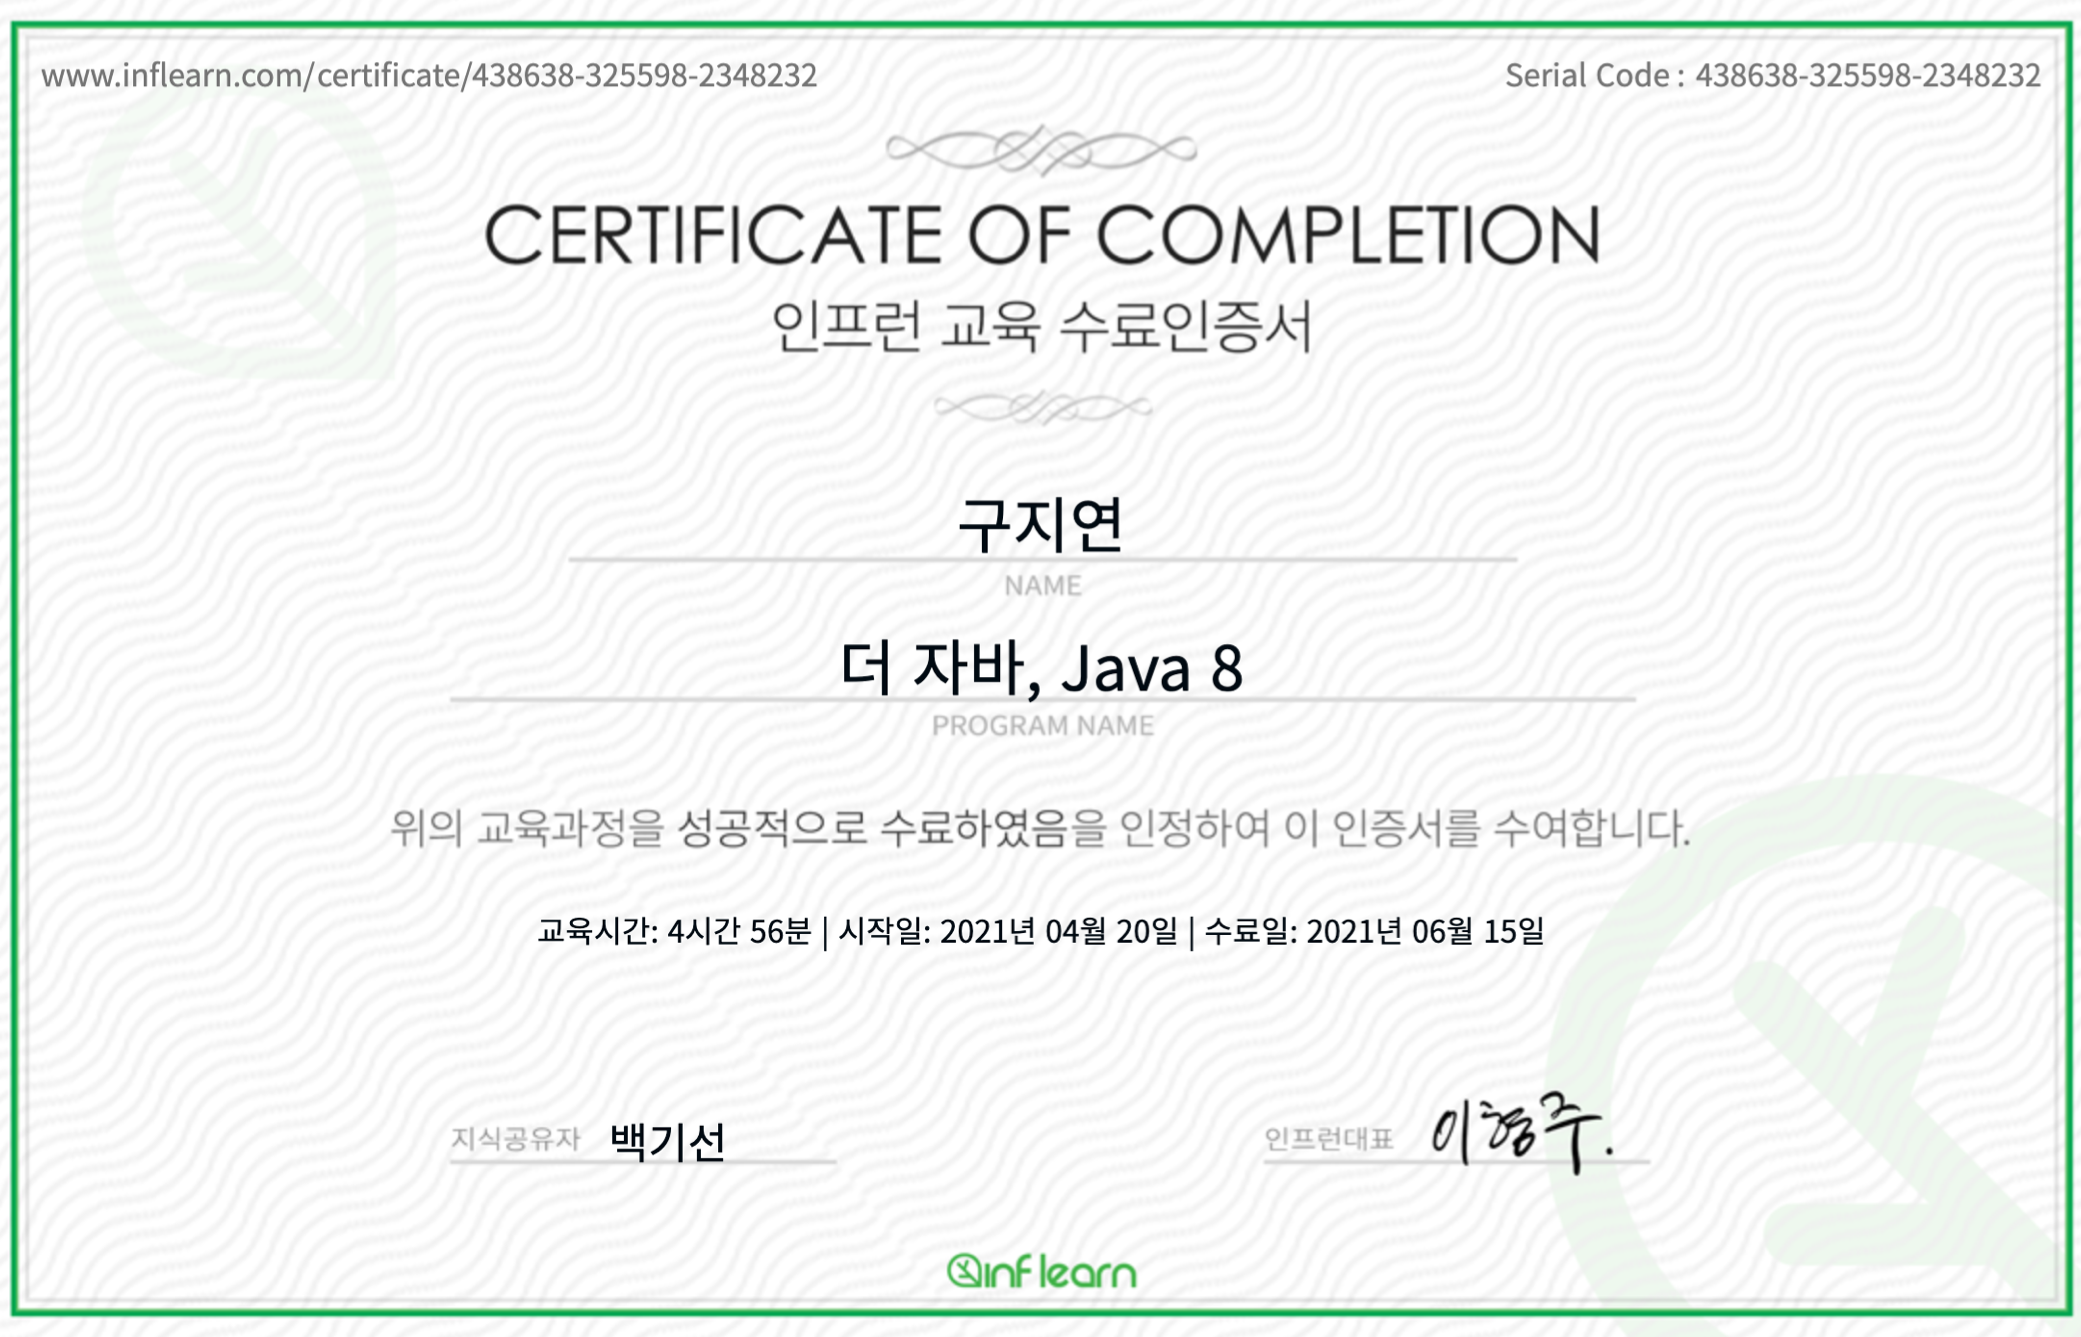 www.inflearn.com/certificate/438638-325598-2348232
Serial Code : 438638-325598-2348232
CERTIFICATE OF COMPLETION
인프런 교육 수료인증서
구지연
NAME
더 자바, Java 8
PROGRAM NAME
위의 교육과정을 성공적으로 수료하였음을 인정하여 이 인증서를 수여합니다.
교육시간: 4시간 56분 | 시작일: 2021년 04월 20일 | 수료일: 2021년 06월 15일
지식공유자 백기선
인프런대표 이형주.
inflearn